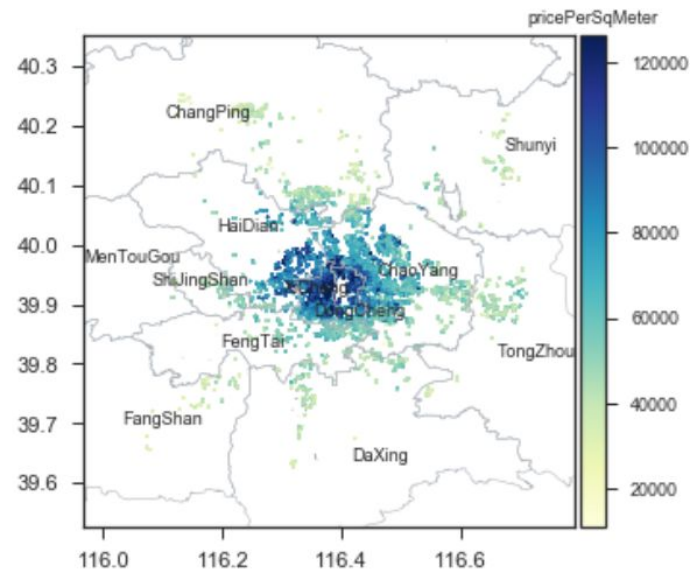 pricePerSqMeter
40.3
40.2
40.1
40.0
39.9
39.8
39.7
39.6
116.0 116.2 116.4 116.6
120000
100000
80000
60000
40000
20000
ChangPing
Shunyi
HaiDian
MenTouGou
ChaoYang
ShiJingShan
DongCheng
FengTai
TongZhou
FangShan
DaXing